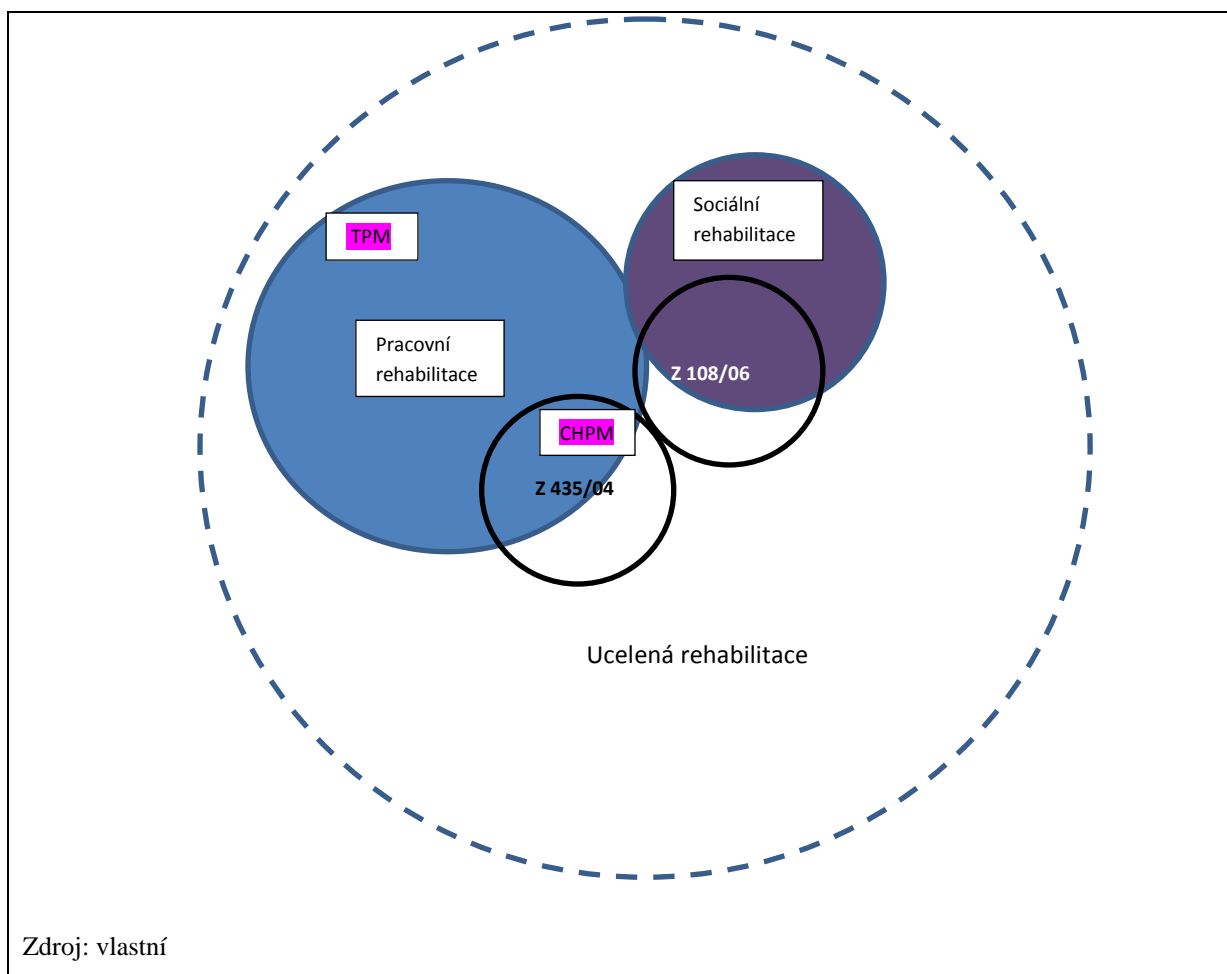 Sociální
rehabilitace
TPM
Pracovní
rehabilitace
Z 108/06
CHPM
Z 435/04
Ucelená rehabilitace
Zdroj: vlastní